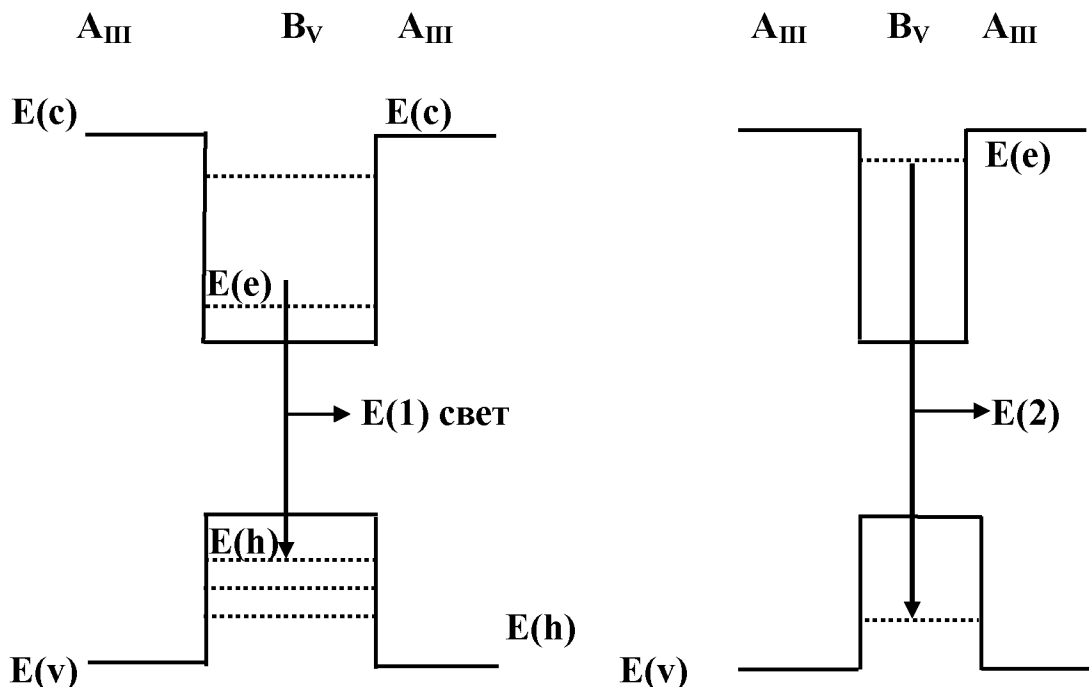 A_III B_V A_III A_III B_V A_III
E(c) E(c)
E(e)
E(e)
E(1) свет E(2)
E(h)
E(h)
E(v) E(v)